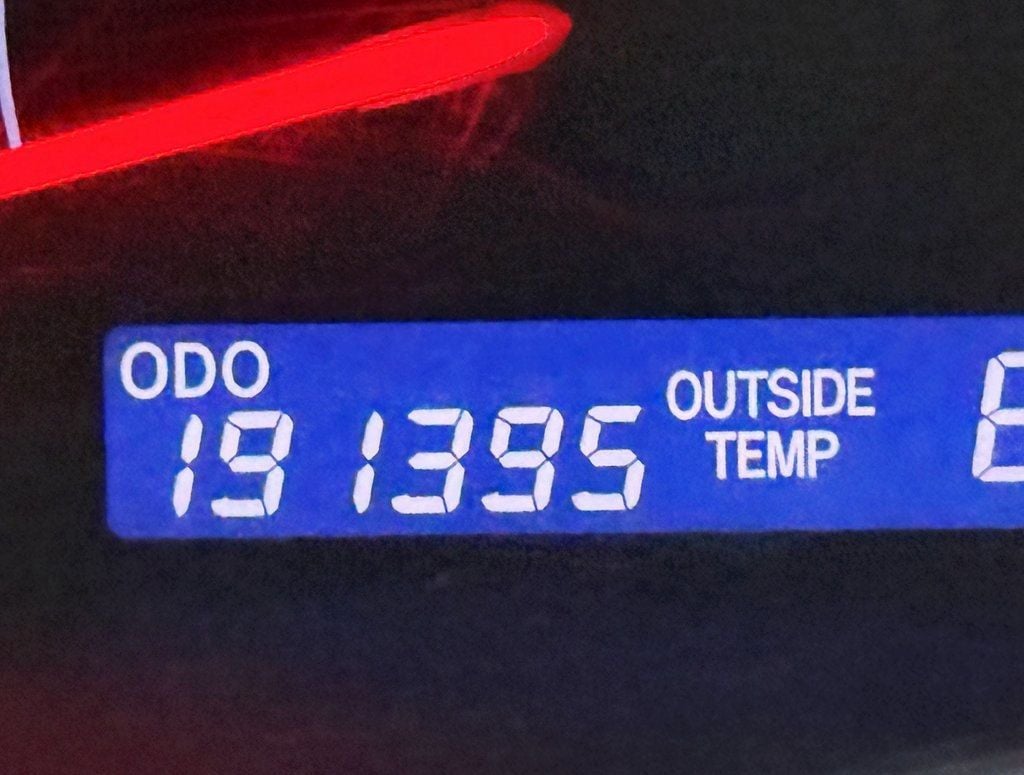 ODO
191395
OUTSIDE
TEMP